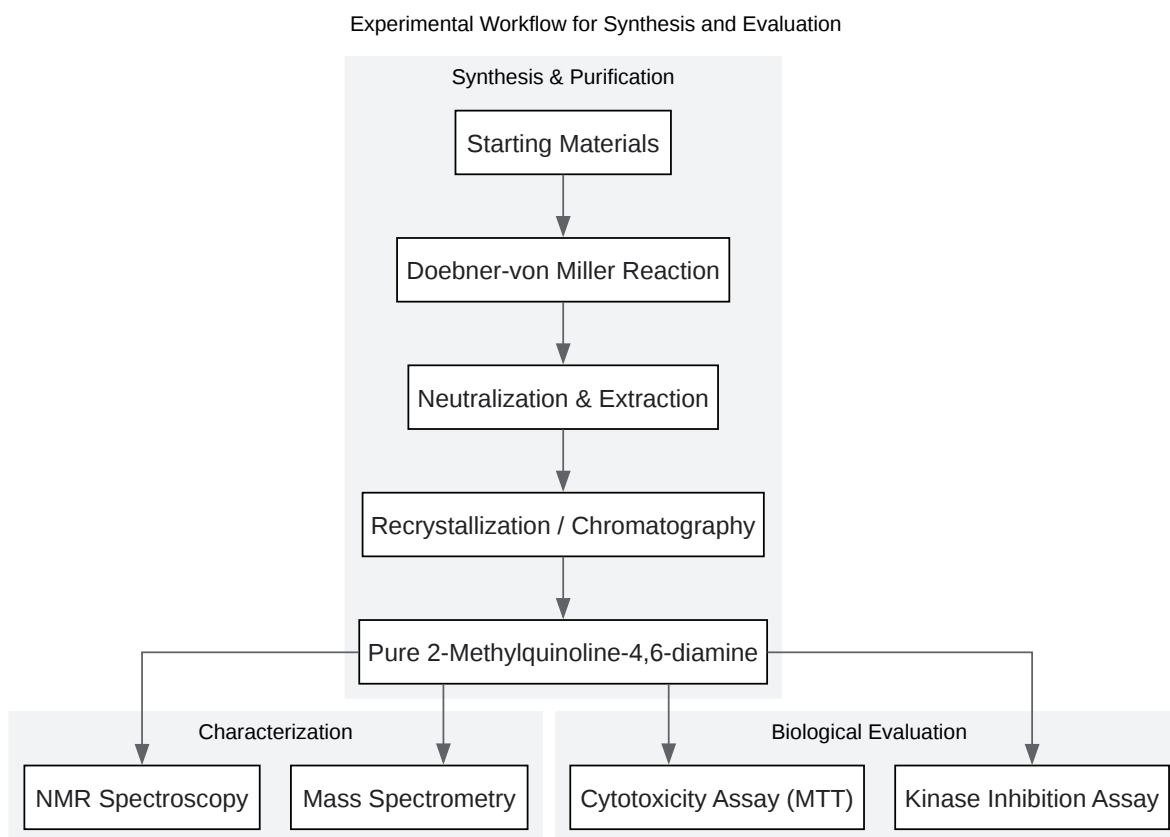 Experimental Workflow for Synthesis and Evaluation
Synthesis & Purification
Starting Materials
Doebner-von Miller Reaction
Neutralization & Extraction
Recrystallization / Chromatography
Pure 2-Methylquinoline-4,6-diamine
Characterization
NMR Spectroscopy
Mass Spectrometry
Biological Evaluation
Cytotoxicity Assay (MTT)
Kinase Inhibition Assay